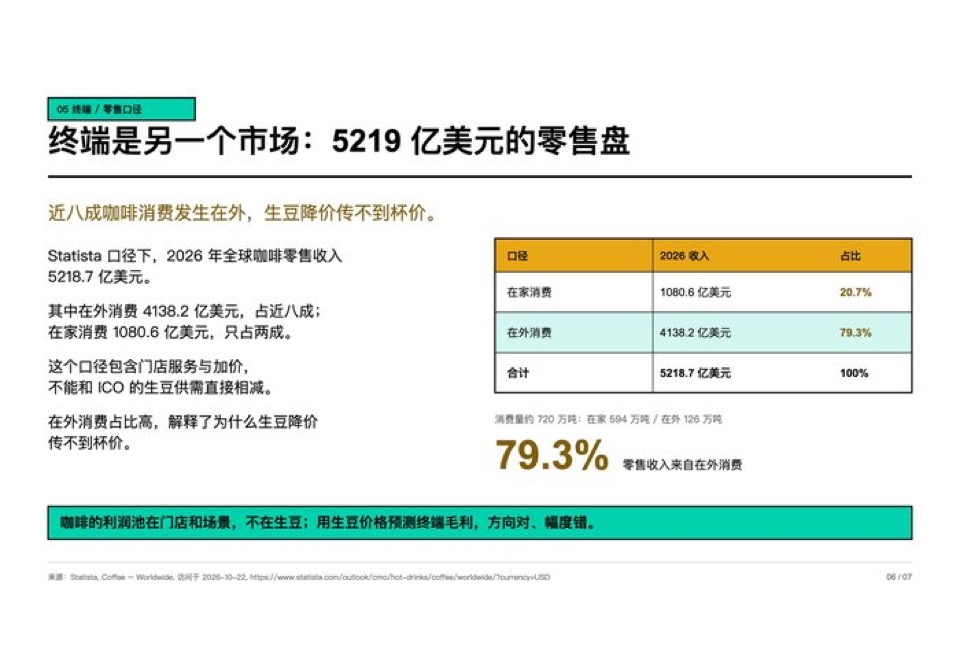 05 终端 / 零售口径
终端是另一个市场：5219 亿美元的零售盘
近八成咖啡消费发生在外，生豆降价传不到杯价。
Statista 口径下，2026 年全球咖啡零售收入
5218.7 亿美元。
其中在外消费 4138.2 亿美元，占近八成；
在家消费 1080.6 亿美元，只占两成。
这个口径包含门店服务与加价，
不能和 ICO 的生豆供需直接相减。
在外消费占比高，解释了为什么生豆降价
传不到杯价。
口径 2026 收入 占比
在家消费 1080.6 亿美元 20.7%
在外消费 4138.2 亿美元 79.3%
合计 5218.7 亿美元 100%
消费量约 720 万吨：在家 594 万吨 / 在外 126 万吨
79.3% 零售收入来自在外消费
咖啡的利润池在门店和场景，不在生豆；用生豆价格预测终端毛利，方向对、幅度错。
来源：Statista, Coffee – Worldwide, 访问于 2026-10-22, https://www.statista.com/outlook/cmo/hot-drinks/coffee/worldwide/?currency=USD
06 / 07